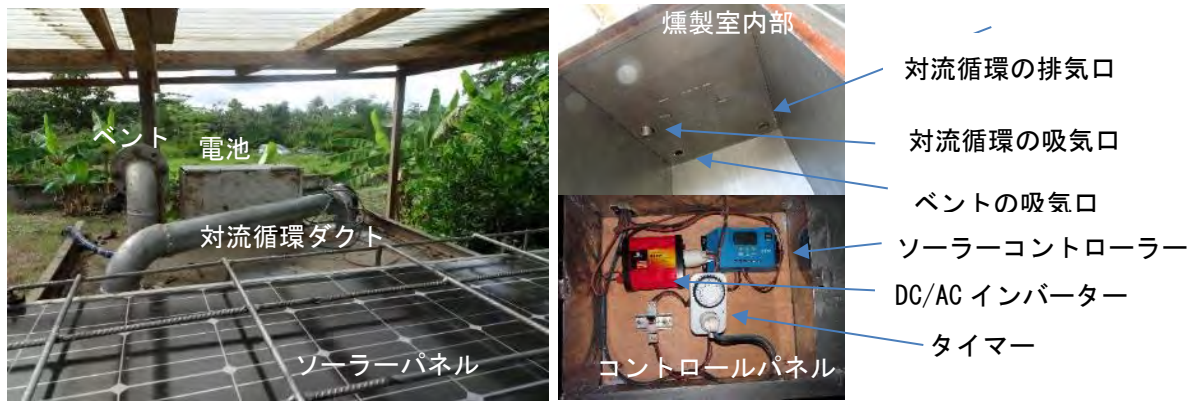 ベント
電池
対流循環ダクト
ソーラーパネル
燻製室内部
コントロールパネル
対流循環の排気口
対流循環の吸気口
ベントの吸気口
ソーラーコントローラー
DC/AC インバーター
タイマー